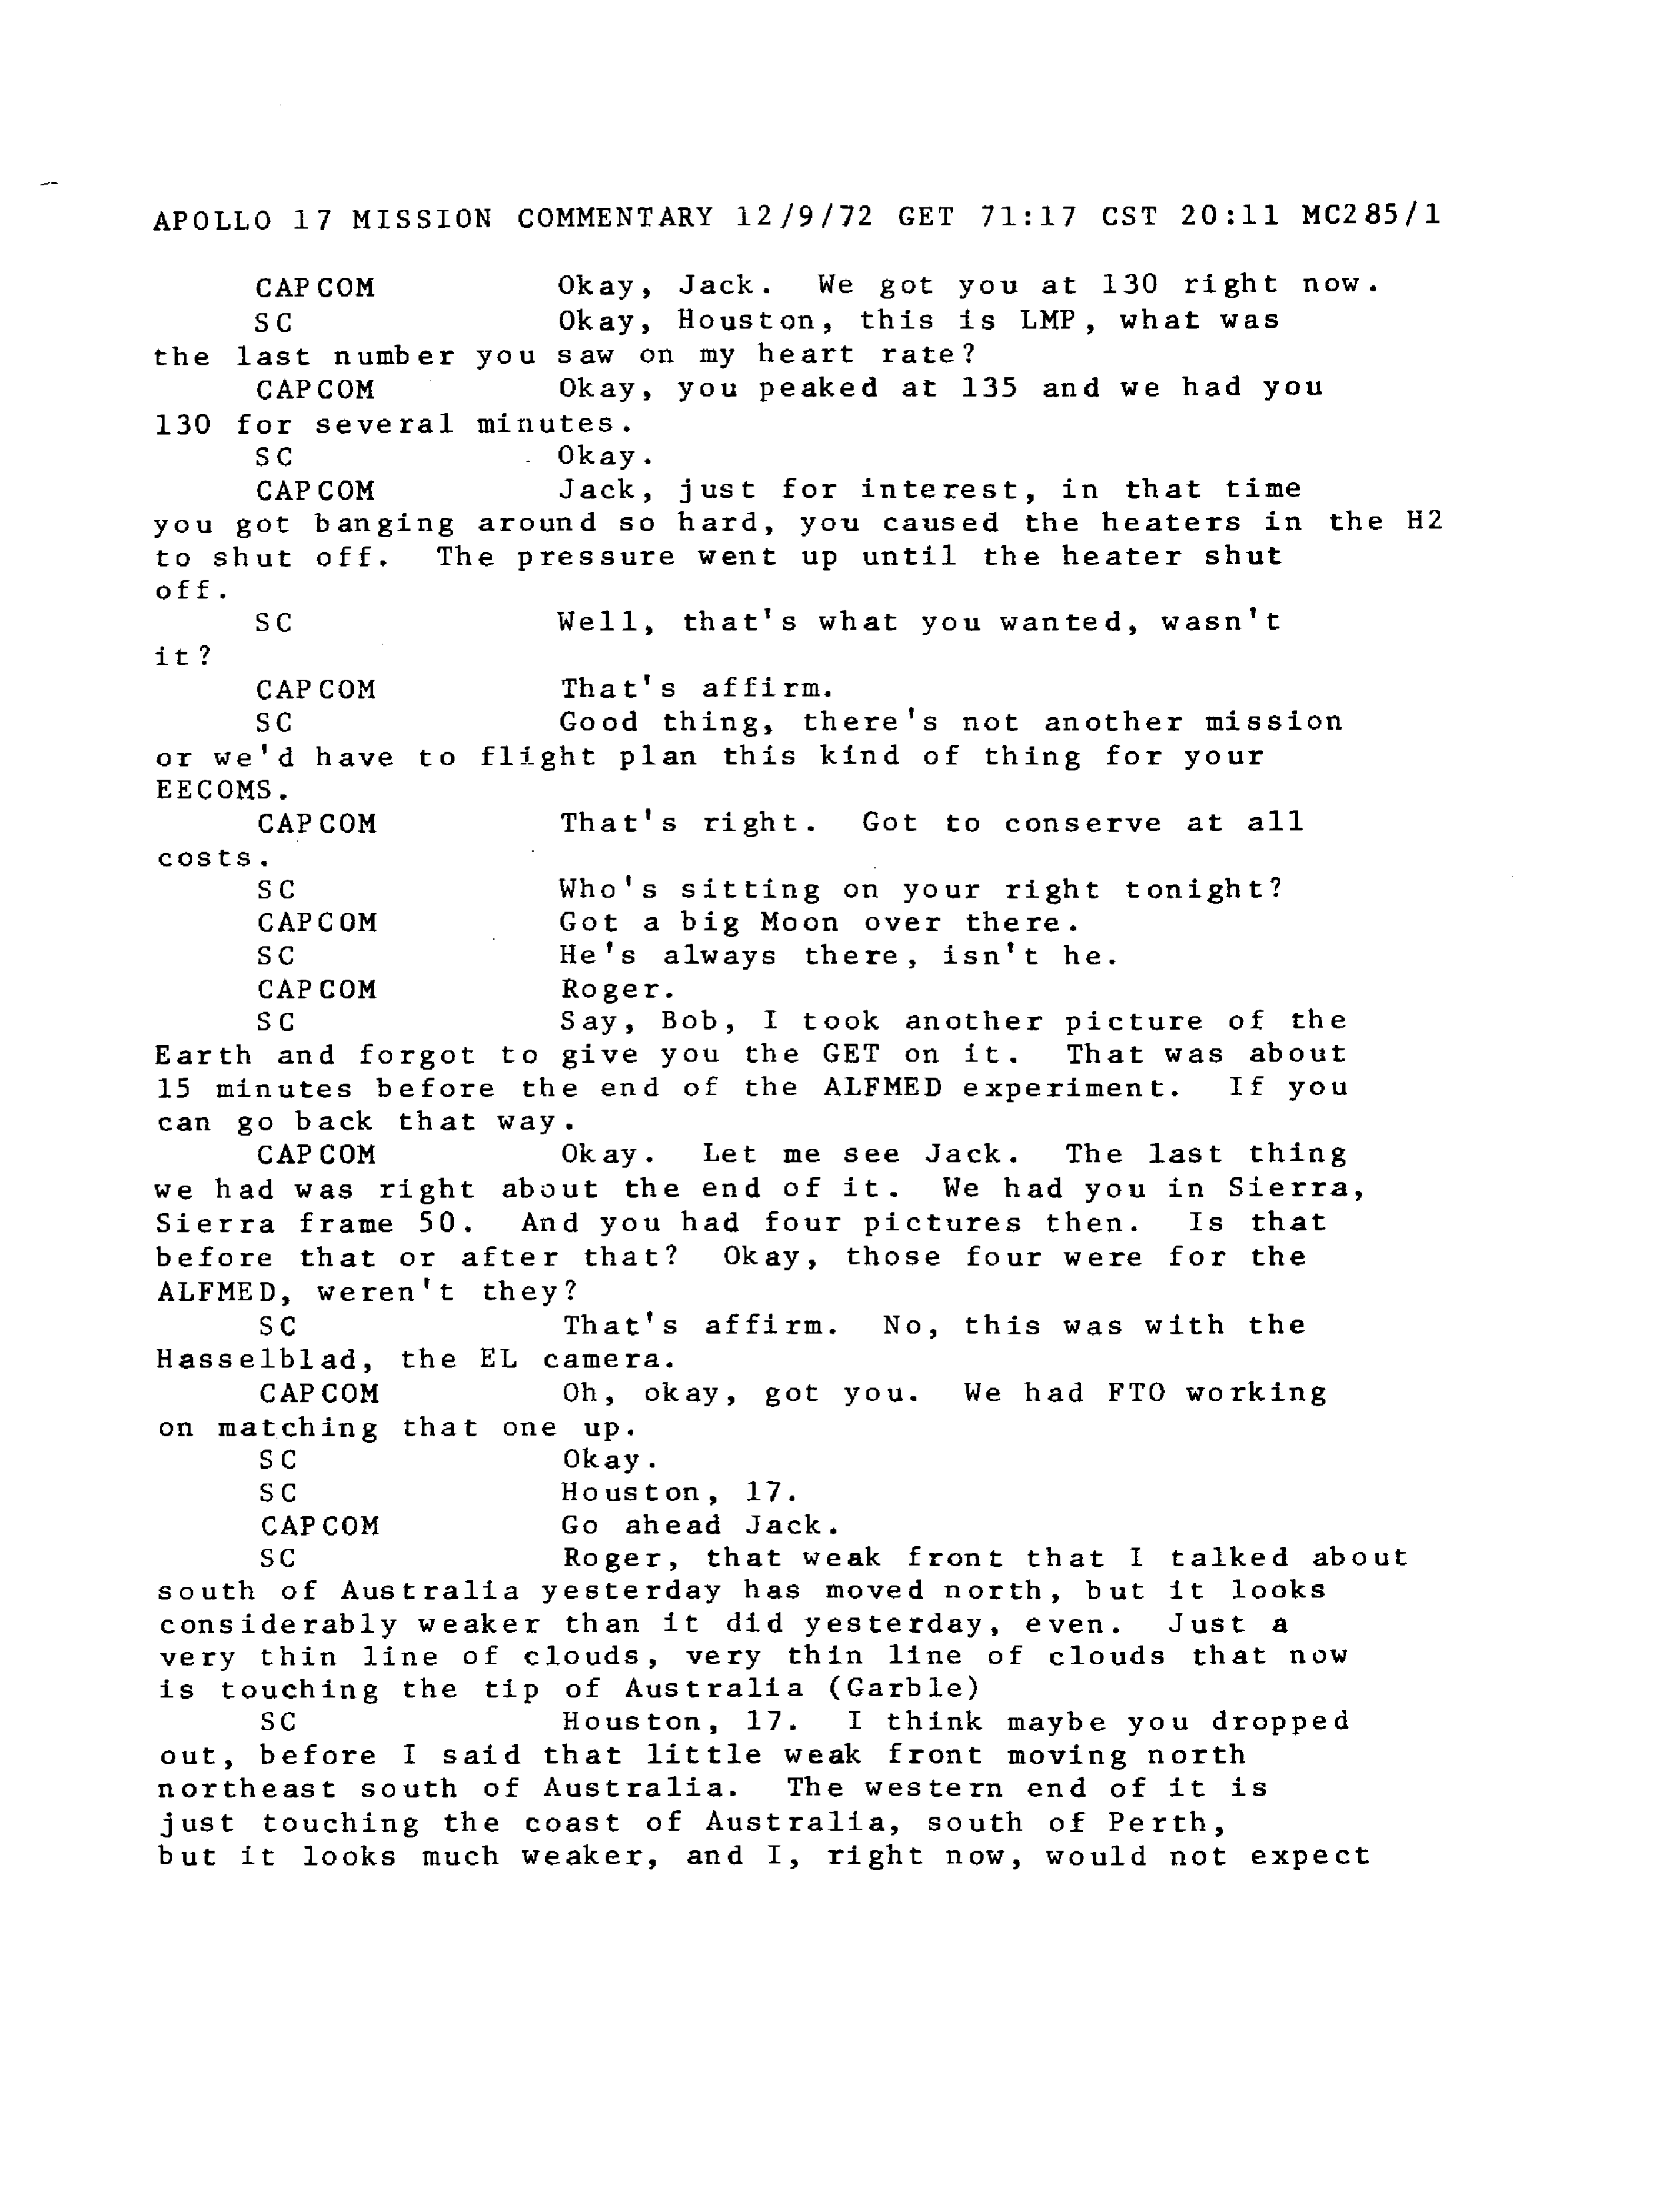 APOLLO 17 MISSION COMMENTARY 12/9/72 GET 71:17 CST 20:11 MC285/1
CAPCOM Okay, Jack. We got you at 130 right now.
SC Okay, Houston, this is LMP, what was
the last number you saw on my heart rate?
CAPCOM Okay, you peaked at 135 and we had you
130 for several minutes.
SC Okay.
CAPCOM Jack, just for interest, in that time
you got banging around so hard, you caused the heaters in the H2
to shut off. The pressure went up until the heater shut
off.
SC Well, that's what you wanted, wasn't
it?
CAPCOM That's affirm.
SC Good thing, there's not another mission
or we'd have to flight plan this kind of thing for your
EECOMS.
CAPCOM That's right. Got to conserve at all
costs.
SC Who's sitting on your right tonight?
CAPCOM Got a big Moon over there.
SC He's always there, isn't he.
CAPCOM Roger.
SC Say, Bob, I took another picture of the
Earth and forgot to give you the GET on it. That was about
15 minutes before the end of the ALFMED experiment. If you
can go back that way.
CAPCOM Okay. Let me see Jack. The last thing
we had was right about the end of it. We had you in Sierra,
Sierra frame 50. And you had four pictures then. Is that
before that or after that? Okay, those four were for the
ALFMED, weren't they?
SC That's affirm. No, this was with the
Hasselblad, the EL camera.
CAPCOM Oh, okay, got you. We had FTO working
on matching that one up.
SC Okay.
SC Houston, 17.
CAPCOM Go ahead Jack.
SC Roger, that weak front that I talked about
south of Australia yesterday has moved north, but it looks
considerably weaker than it did yesterday, even. Just a
very thin line of clouds, very thin line of clouds that now
is touching the tip of Australia (Garble)
SC Houston, 17. I think maybe you dropped
out, before I said that little weak front moving north
northeast south of Australia. The western end of it is
just touching the coast of Australia, south of Perth,
but it looks much weaker, and I, right now, would not expect